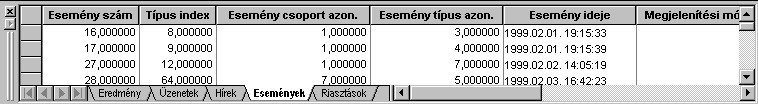 Esemény szám Típus index Esemény csoport azon. Esemény típus azon. Esemény ideje Megjelenítési mó
16,000000 8,000000 1,000000 3,000000 1999.02.01. 19:15:33
17,000000 9,000000 1,000000 4,000000 1999.02.01. 19:15:39
27,000000 12,000000 1,000000 7,000000 1999.02.02. 14:05:19
28,000000 64,000000 7,000000 5,000000 1999.02.03. 16:42:23
Eredmény Üzenetek Hírek Események Riasztások